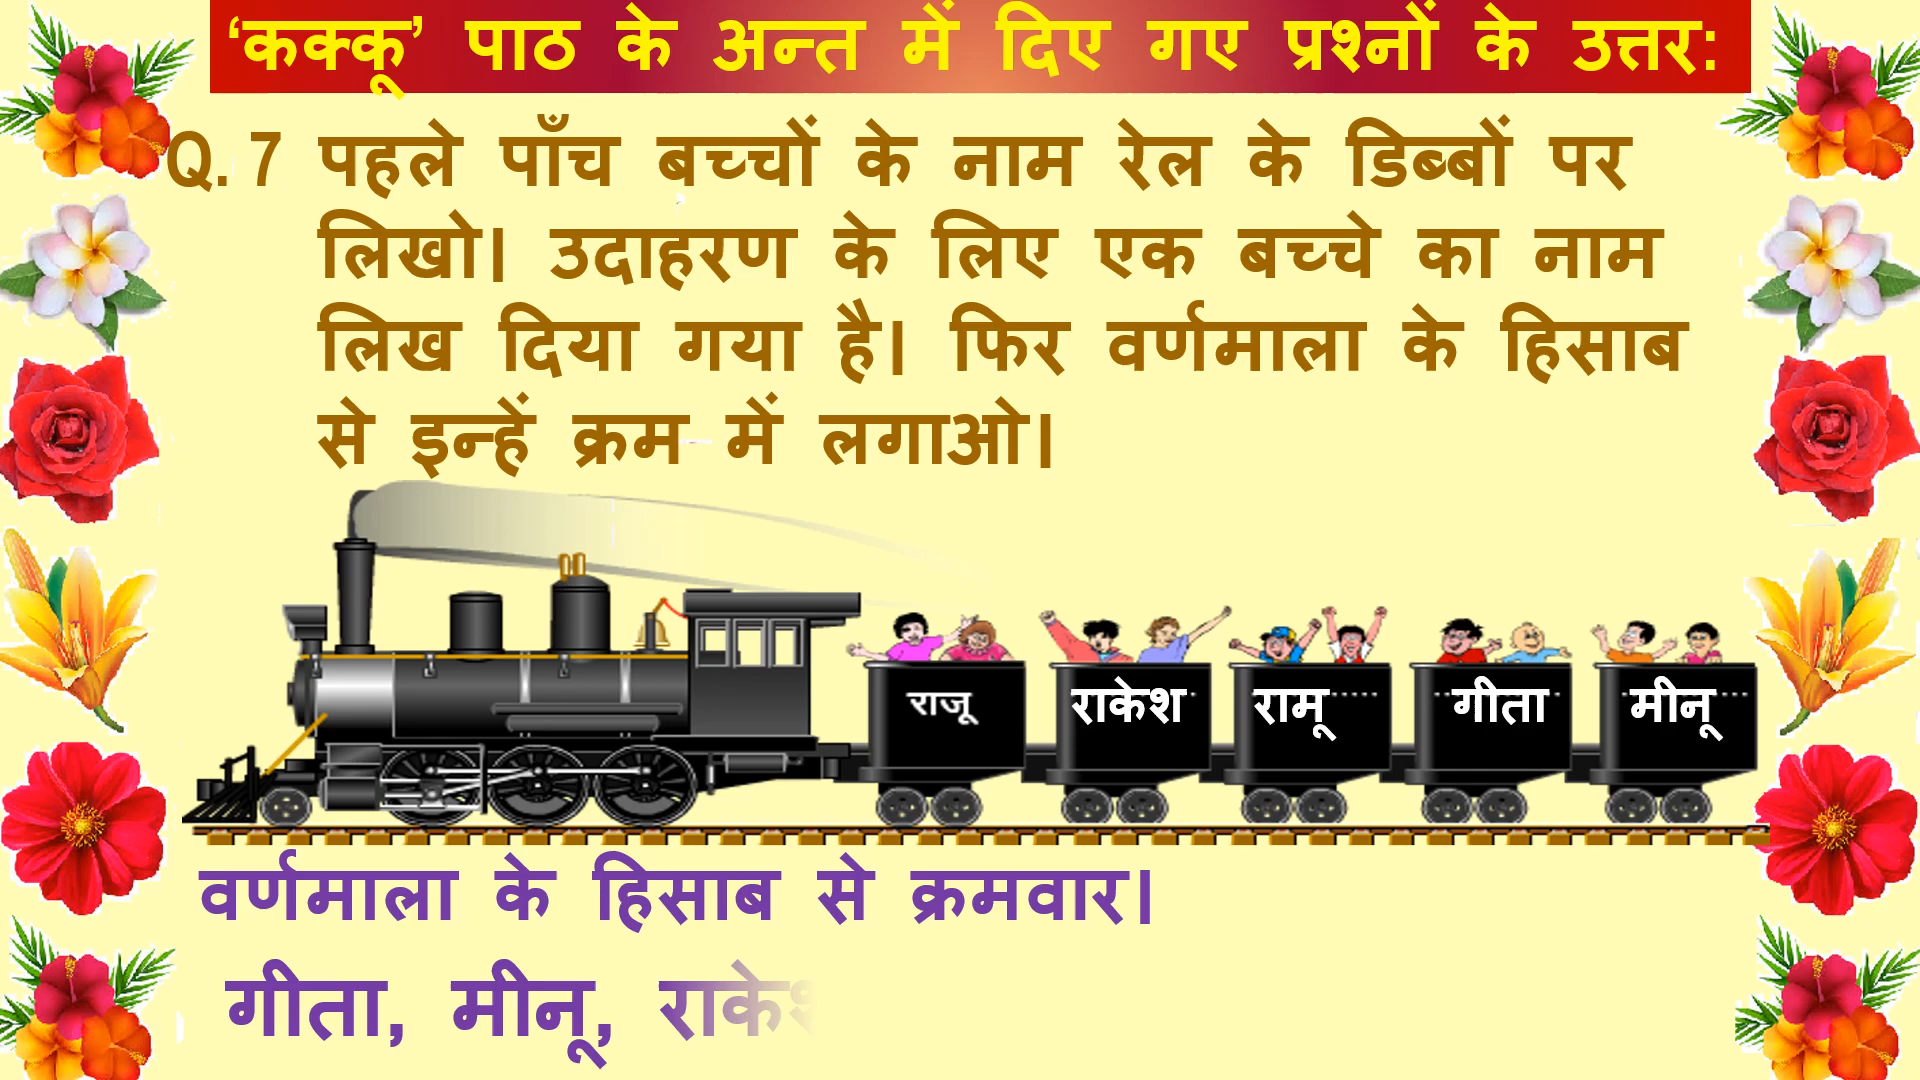 ‘कक्कू’ पाठ के अन्त में दिए गए प्रश्नों के उत्तर:
Q. 7 पहले पाँच बच्चों के नाम रेल के डिब्बों पर
लिखो। उदाहरण के लिए एक बच्चे का नाम
लिख दिया गया है। फिर वर्णमाला के हिसाब
से इन्हें क्रम में लगाओ।
राजू राकेश रामू गीता मीनू
वर्णमाला के हिसाब से क्रमवार।
गीता, मीनू,